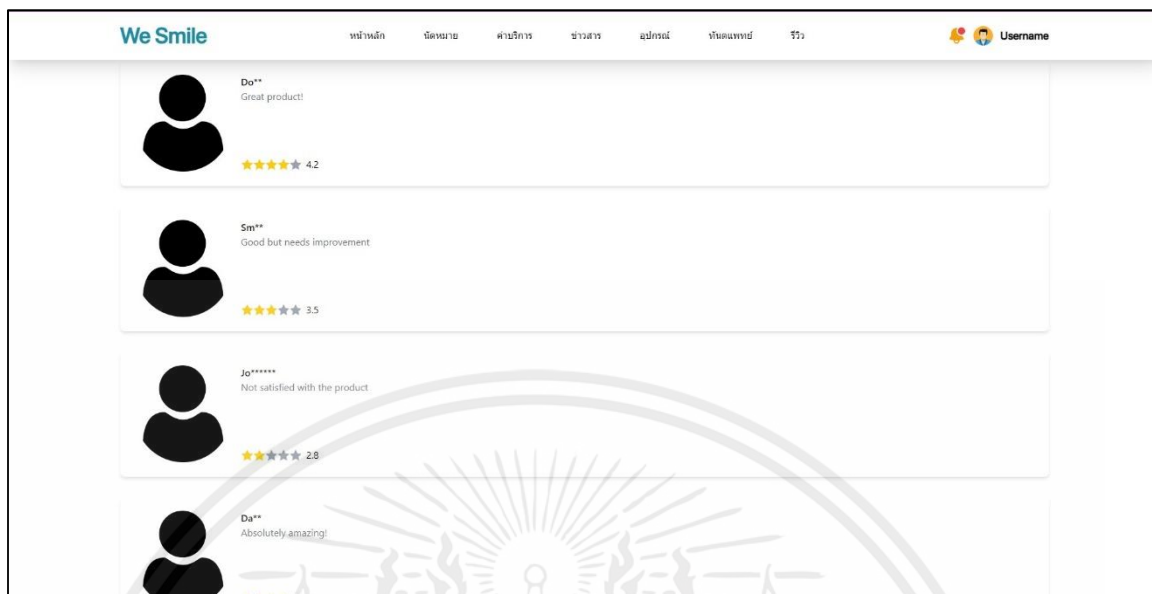 We Smile หน้าหลัก นัดหมาย ค่าบริการ ข่าวสาร อุปกรณ์ ทันตแพทย์ รีวิว Username
Do**
Great product!
4.2
Sm**
Good but needs improvement
3.5
Jo******
Not satisfied with the product
2.8
Da**
Absolutely amazing!